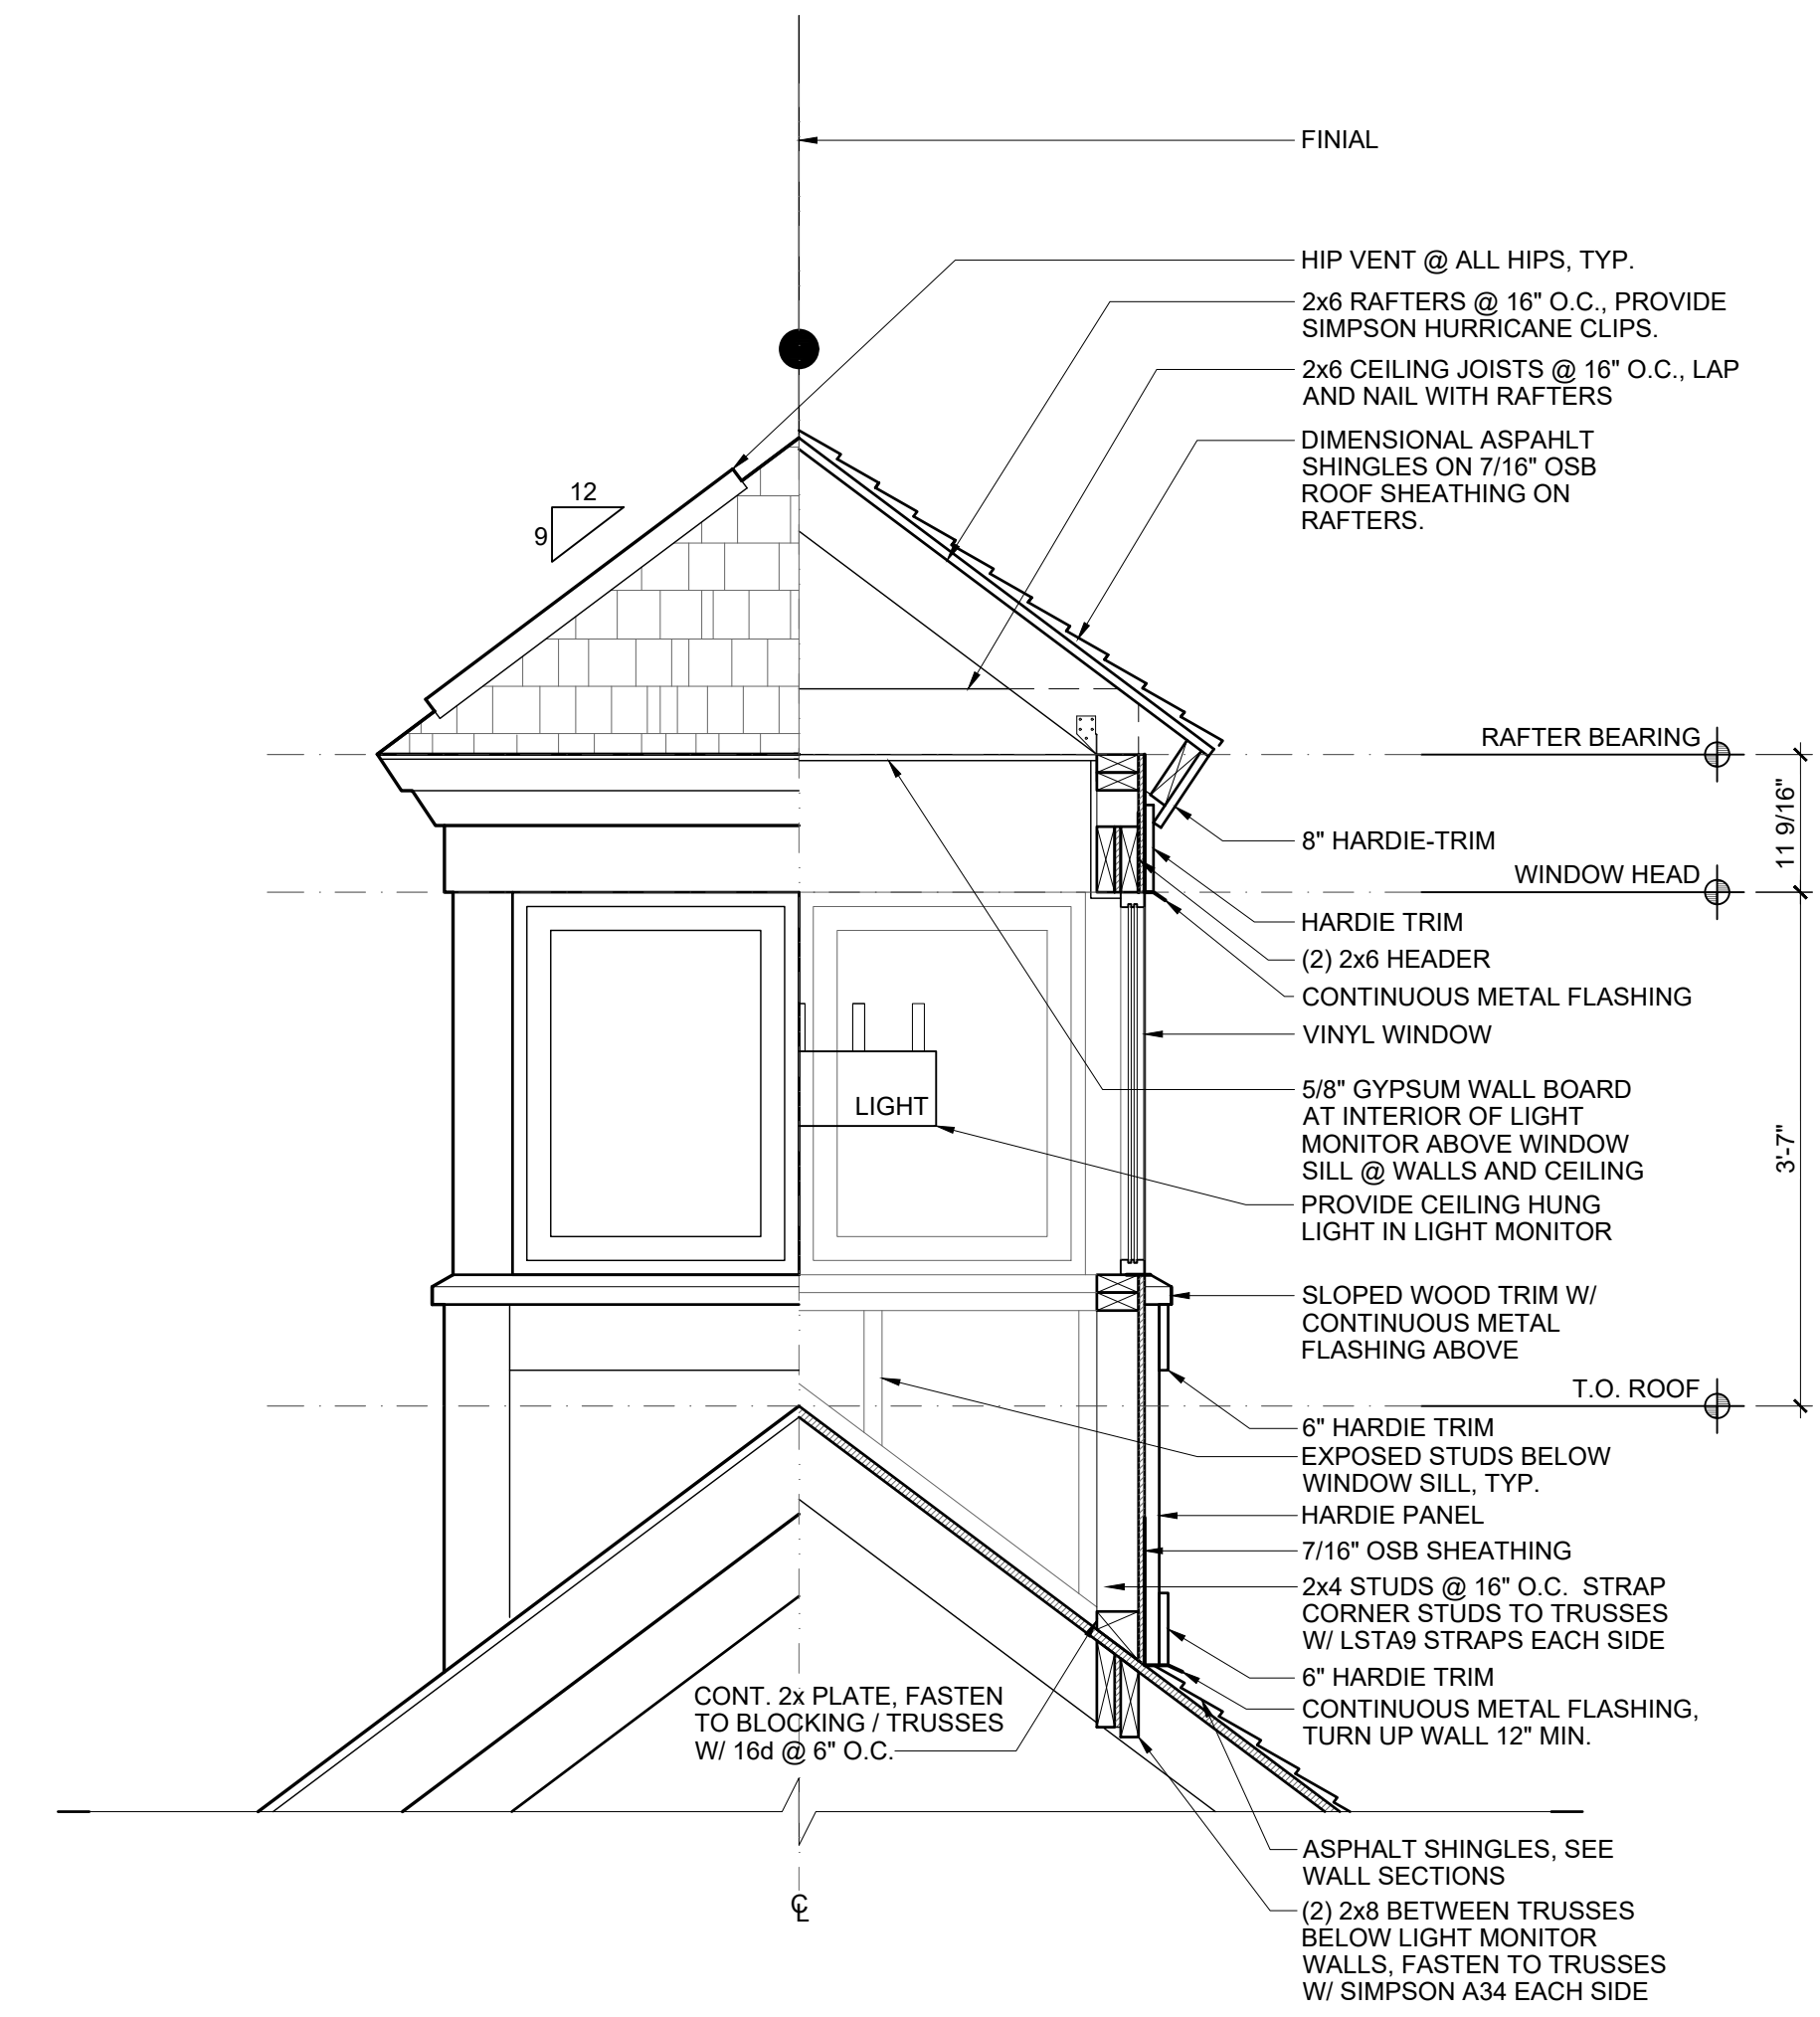 FINIAL
HIP VENT @ ALL HIPS, TYP.
2x6 RAFTERS @ 16" O.C., PROVIDE
SIMPSON HURRICANE CLIPS.
2x6 CEILING JOISTS @ 16" O.C., LAP
AND NAIL WITH RAFTERS
DIMENSIONAL ASPAHLT
SHINGLES ON 7/16" OSB
ROOF SHEATHING ON
RAFTERS.
12
9
RAFTER BEARING
11 9/16"
8" HARDIE-TRIM
WINDOW HEAD
HARDIE TRIM
(2) 2x6 HEADER
CONTINUOUS METAL FLASHING
VINYL WINDOW
5/8" GYPSUM WALL BOARD
AT INTERIOR OF LIGHT
MONITOR ABOVE WINDOW
SILL @ WALLS AND CEILING
LIGHT
3'-7"
PROVIDE CEILING HUNG
LIGHT IN LIGHT MONITOR
SLOPED WOOD TRIM W/
CONTINUOUS METAL
FLASHING ABOVE
T.O. ROOF
6" HARDIE TRIM
EXPOSED STUDS BELOW
WINDOW SILL, TYP.
HARDIE PANEL
7/16" OSB SHEATHING
2x4 STUDS @ 16" O.C. STRAP
CORNER STUDS TO TRUSSES
W/ LSTA9 STRAPS EACH SIDE
6" HARDIE TRIM
CONTINUOUS METAL FLASHING,
TURN UP WALL 12" MIN.
CONT. 2x PLATE, FASTEN
TO BLOCKING / TRUSSES
W/ 16d @ 6" O.C.
ASPHALT SHINGLES, SEE
WALL SECTIONS
(2) 2x8 BETWEEN TRUSSES
BELOW LIGHT MONITOR
WALLS, FASTEN TO TRUSSES
W/ SIMPSON A34 EACH SIDE
℄